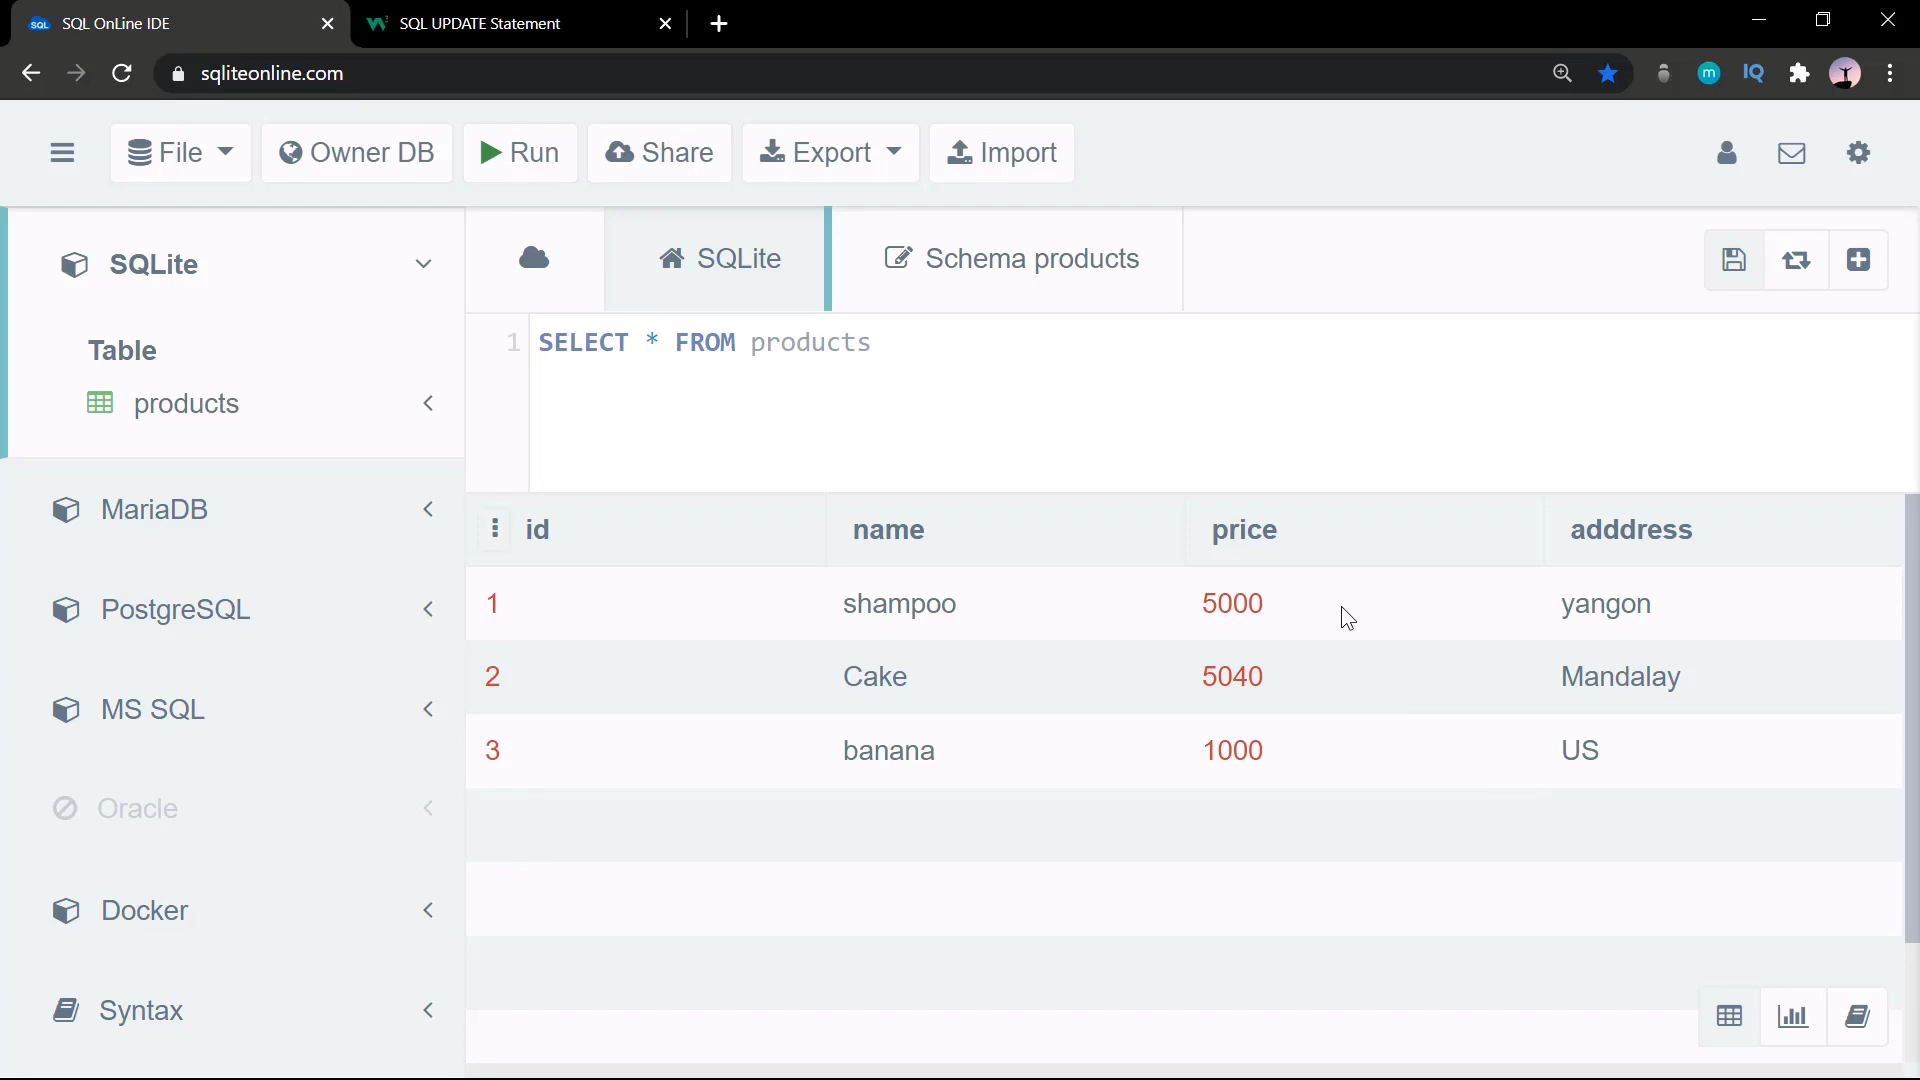 SQL OnLine IDE
SQL UPDATE Statement
sqliteonline.com
m
IQ
File
Owner DB
Run
Share
Export
Import
SQLite
Table
products
MariaDB
PostgreSQL
MS SQL
Oracle
Docker
Syntax
SQLite
Schema products
1 SELECT * FROM products
id name price adddress
1 shampoo 5000 yangon
2 Cake 5040 Mandalay
3 banana 1000 US